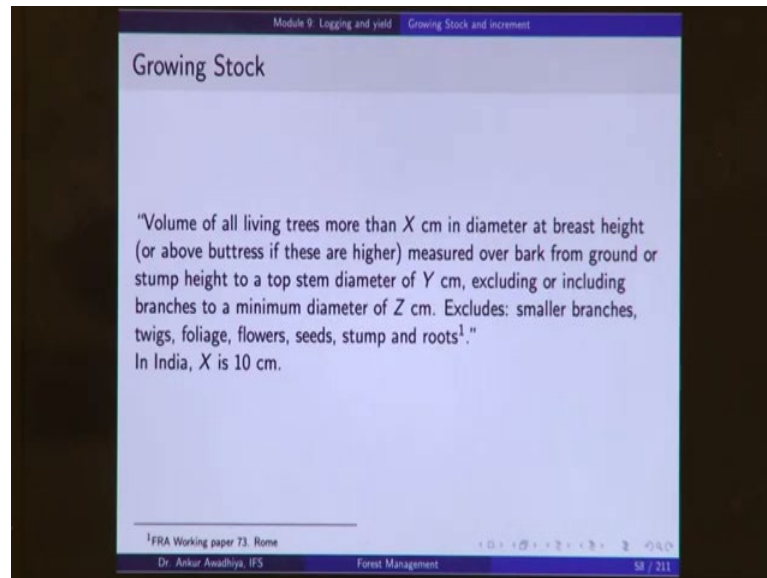 Module 9: Logging and yield Growing Stock and increment
Growing Stock
"Volume of all living trees more than X cm in diameter at breast height
(or above buttress if these are higher) measured over bark from ground or
stump height to a top stem diameter of Y cm, excluding or including
branches to a minimum diameter of Z cm. Excludes: smaller branches,
twigs, foliage, flowers, seeds, stump and roots¹."
In India, X is 10 cm.
¹FRA Working paper 73. Rome
Dr. Ankur Awadhiya, IFS Forest Management 58 / 211